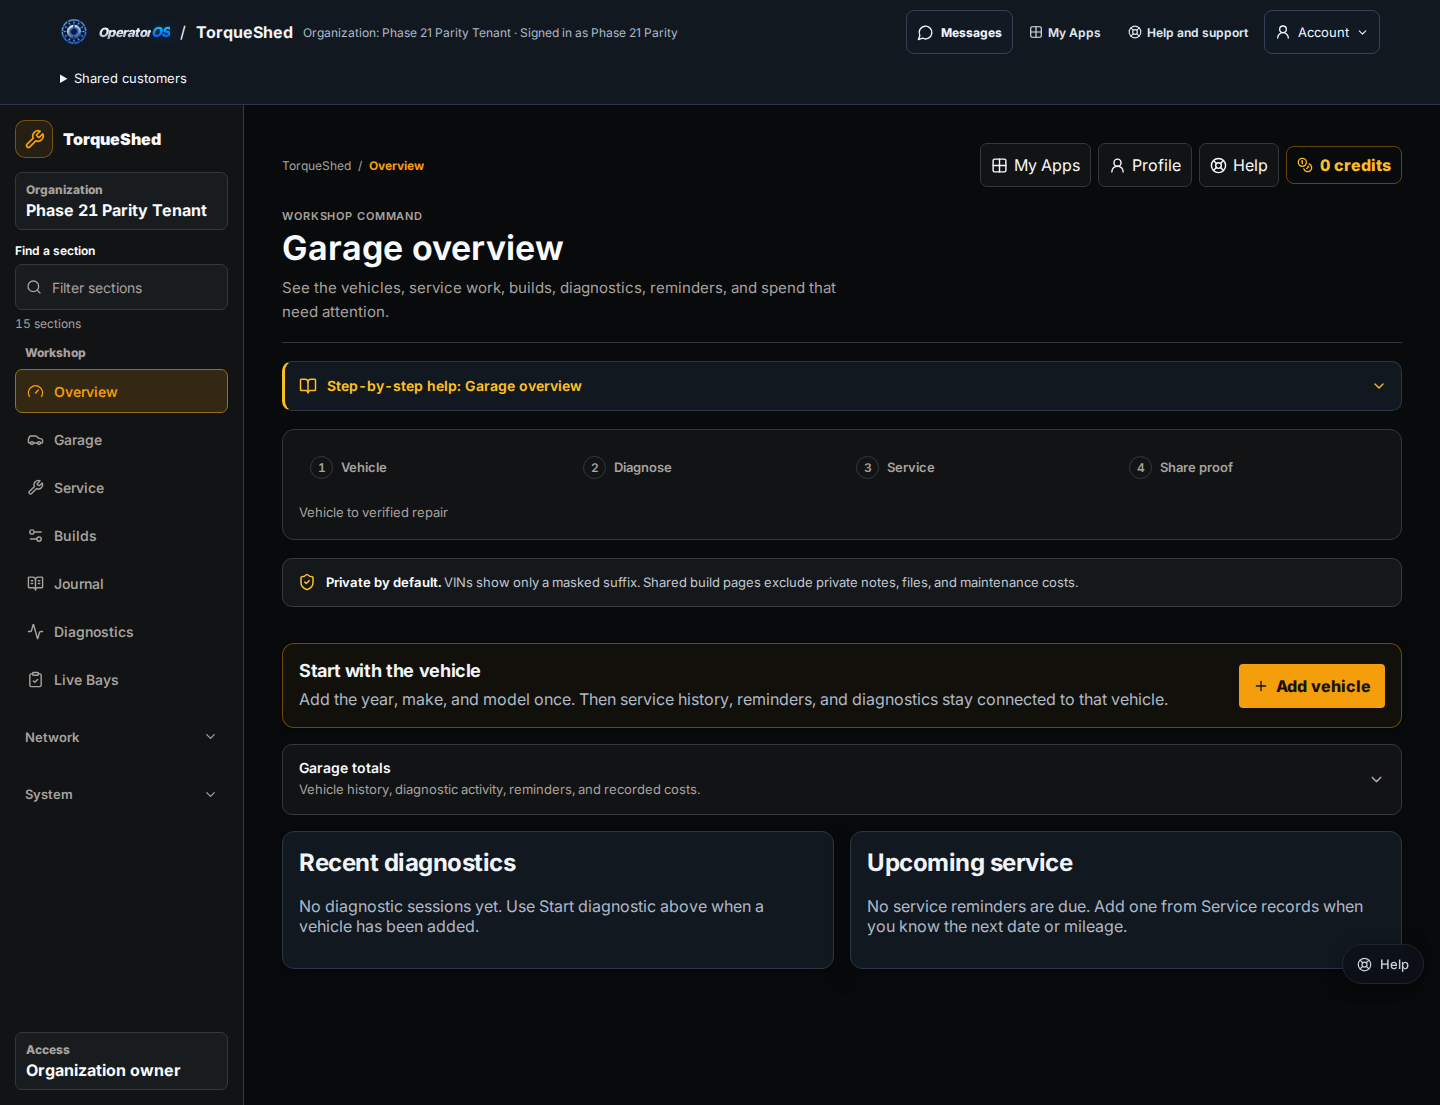 OperatorOS / TorqueShed Organization: Phase 21 Parity Tenant · Signed in as Phase 21 Parity
Messages
My Apps
Help and support
Account
Shared customers
TorqueShed
Organization
Phase 21 Parity Tenant
Find a section
Filter sections
15 sections
Workshop
Overview
Garage
Service
Builds
Journal
Diagnostics
Live Bays
Network
System
Access
Organization owner
TorqueShed / Overview
My Apps
Profile
Help
0 credits
WORKSHOP COMMAND
Garage overview
See the vehicles, service work, builds, diagnostics, reminders, and spend that
need attention.
Step-by-step help: Garage overview
1 Vehicle
2 Diagnose
3 Service
4 Share proof
Vehicle to verified repair
Private by default. VINs show only a masked suffix. Shared build pages exclude private notes, files, and maintenance costs.
Start with the vehicle
Add the year, make, and model once. Then service history, reminders, and diagnostics stay connected to that vehicle.
Add vehicle
Garage totals
Vehicle history, diagnostic activity, reminders, and recorded costs.
Recent diagnostics
No diagnostic sessions yet. Use Start diagnostic above when a
vehicle has been added.
Upcoming service
No service reminders are due. Add one from Service records when
you know the next date or mileage.
Help